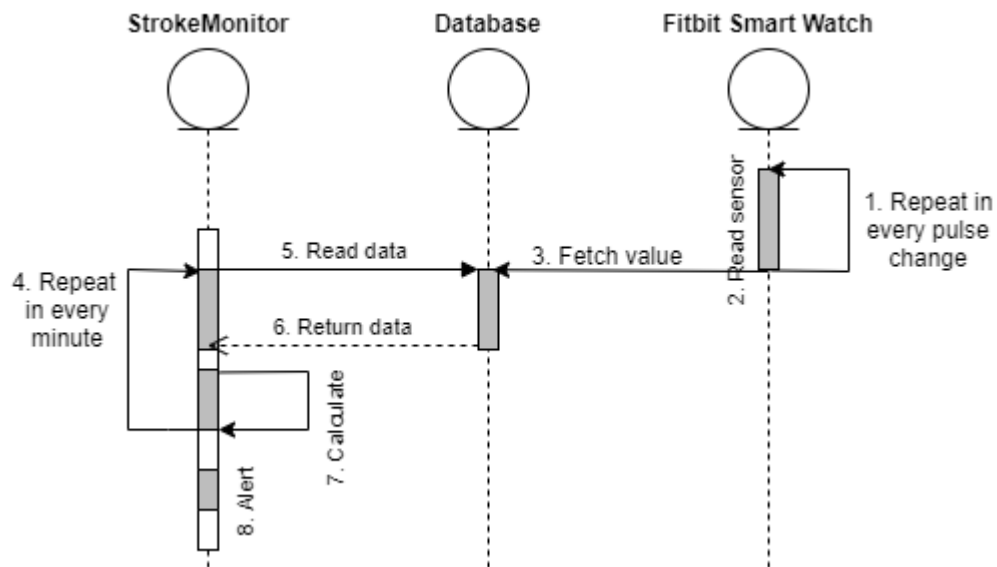 StrokeMonitor
Database
Fitbit Smart Watch
1. Repeat in
every pulse
change
2. Read sensor
3. Fetch value
4. Repeat
in every
minute
5. Read data
6. Return data
7. Calculate
8. Alert